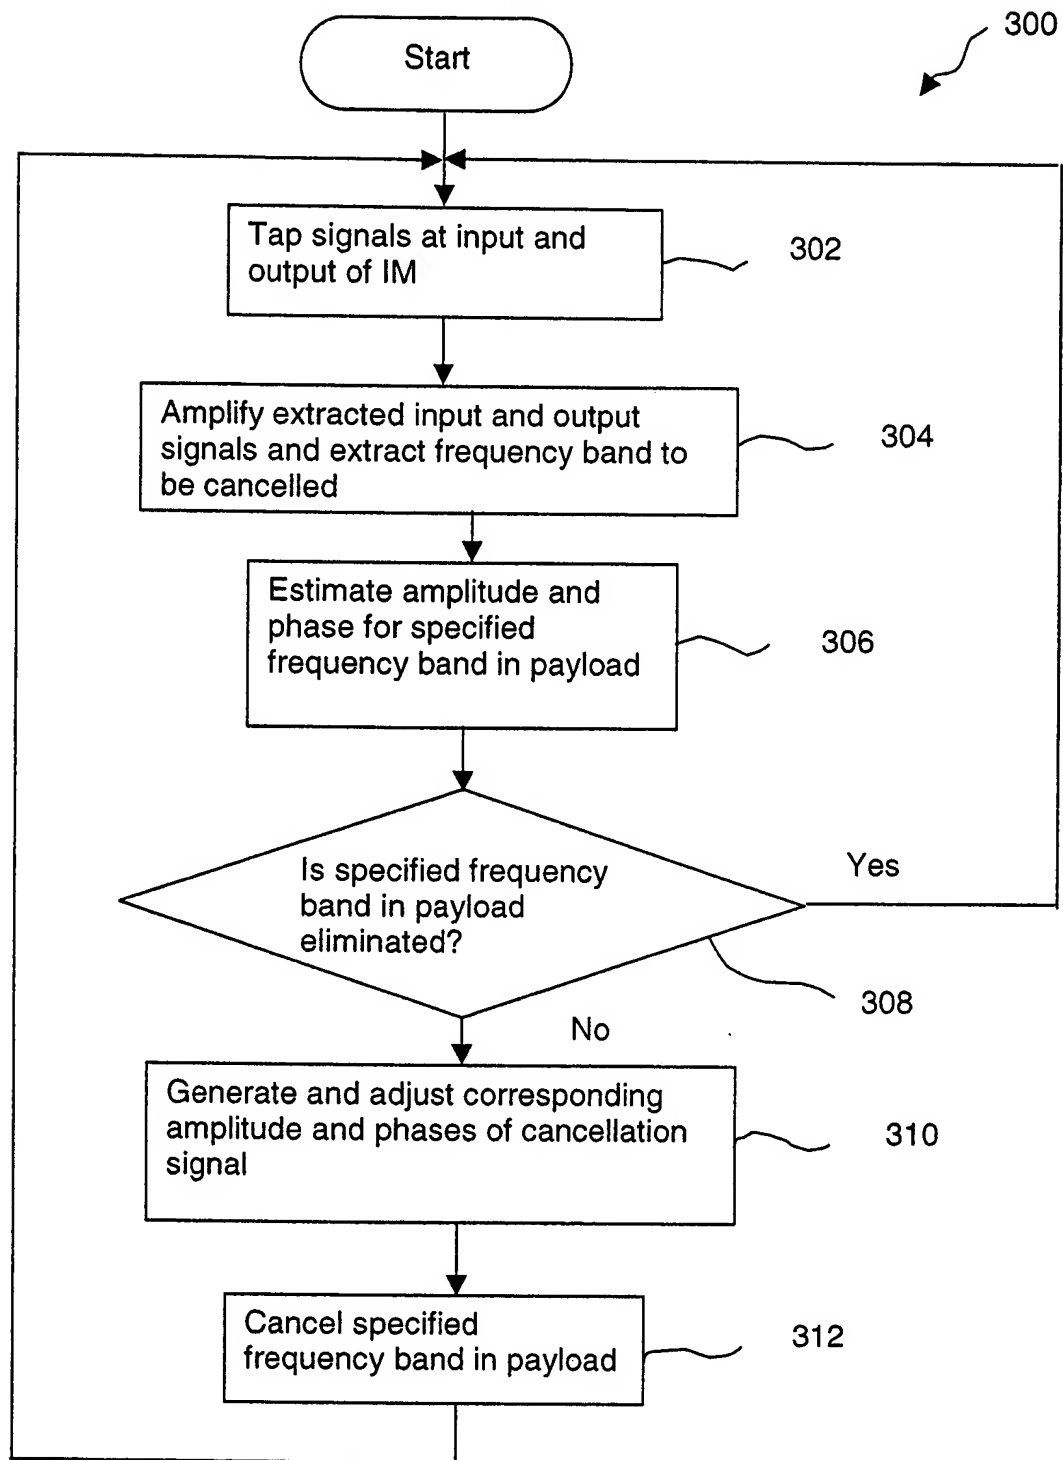 300
Start
Tap signals at input and
output of IM
302
Amplify extracted input and output
signals and extract frequency band to
be cancelled
304
Estimate amplitude and
phase for specified
frequency band in payload
306
Is specified frequency
band in payload
eliminated?
Yes
308
No
Generate and adjust corresponding
amplitude and phases of cancellation
signal
310
Cancel specified
frequency band in payload
312